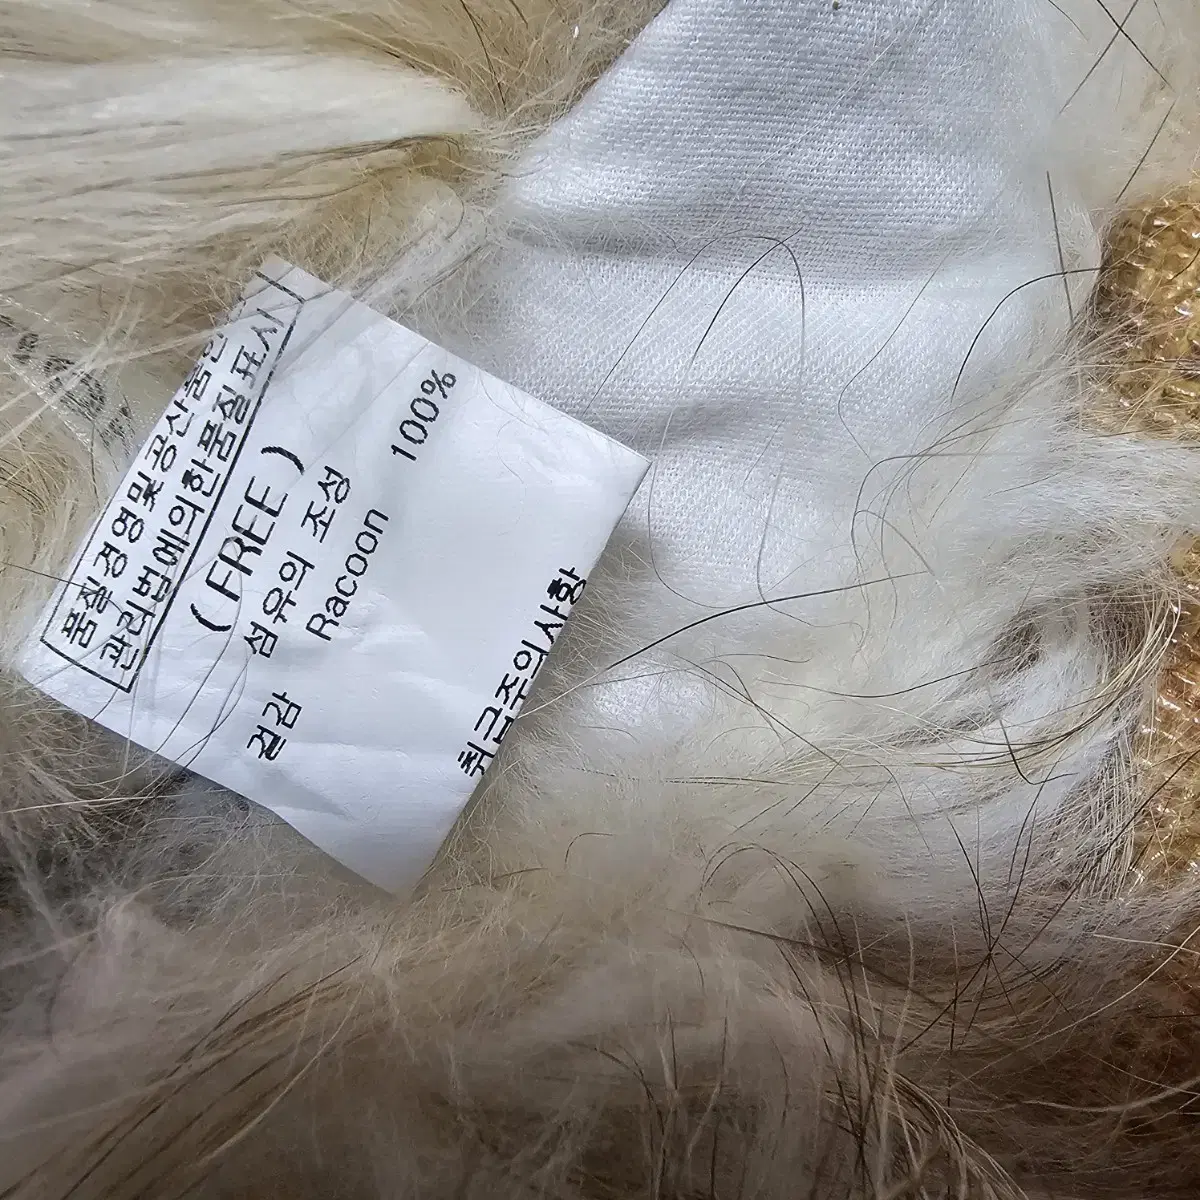 품질경영및공산품안
관리법에의한품질표시
( FREE )
섬유의 조성
겉감 Racoon 100%
취급주의사항